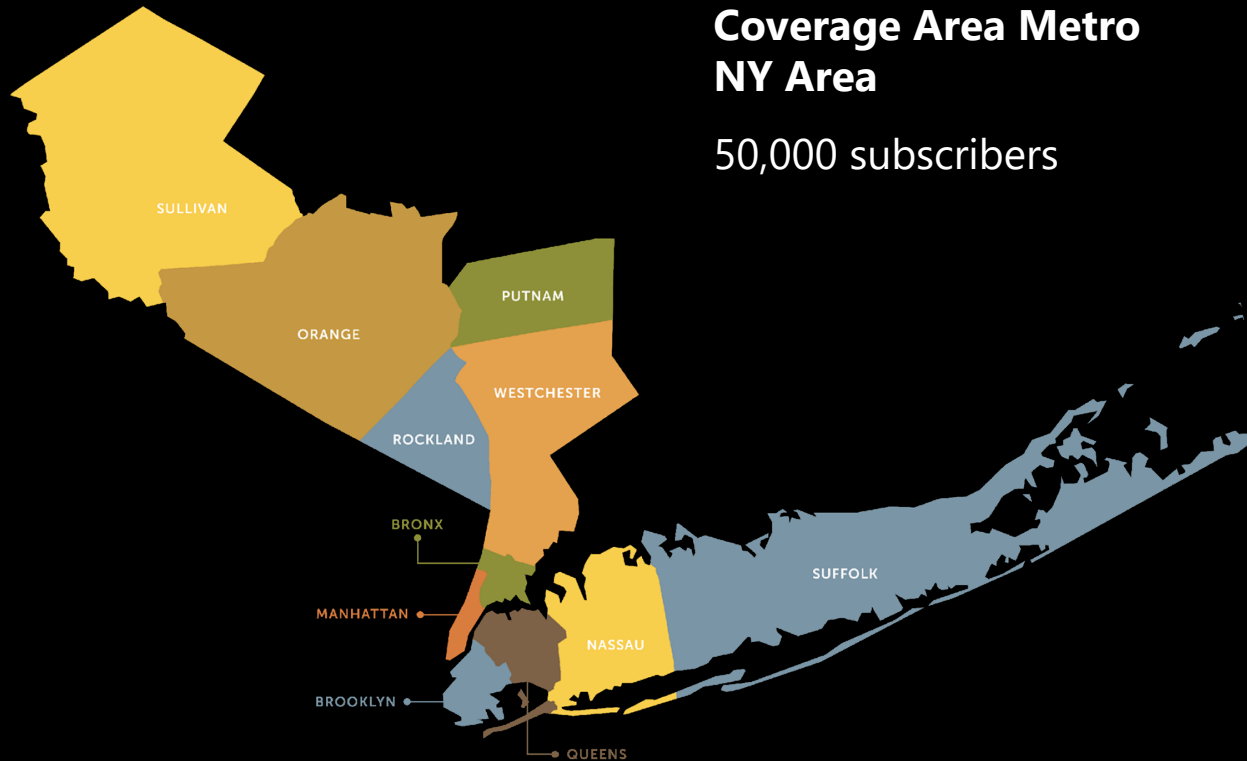 Coverage Area Metro
NY Area
50,000 subscribers
SULLIVAN
PUTNAM
ORANGE
WESTCHESTER
ROCKLAND
BRONX
SUFFOLK
MANHATTAN
NASSAU
BROOKLYN
QUEENS